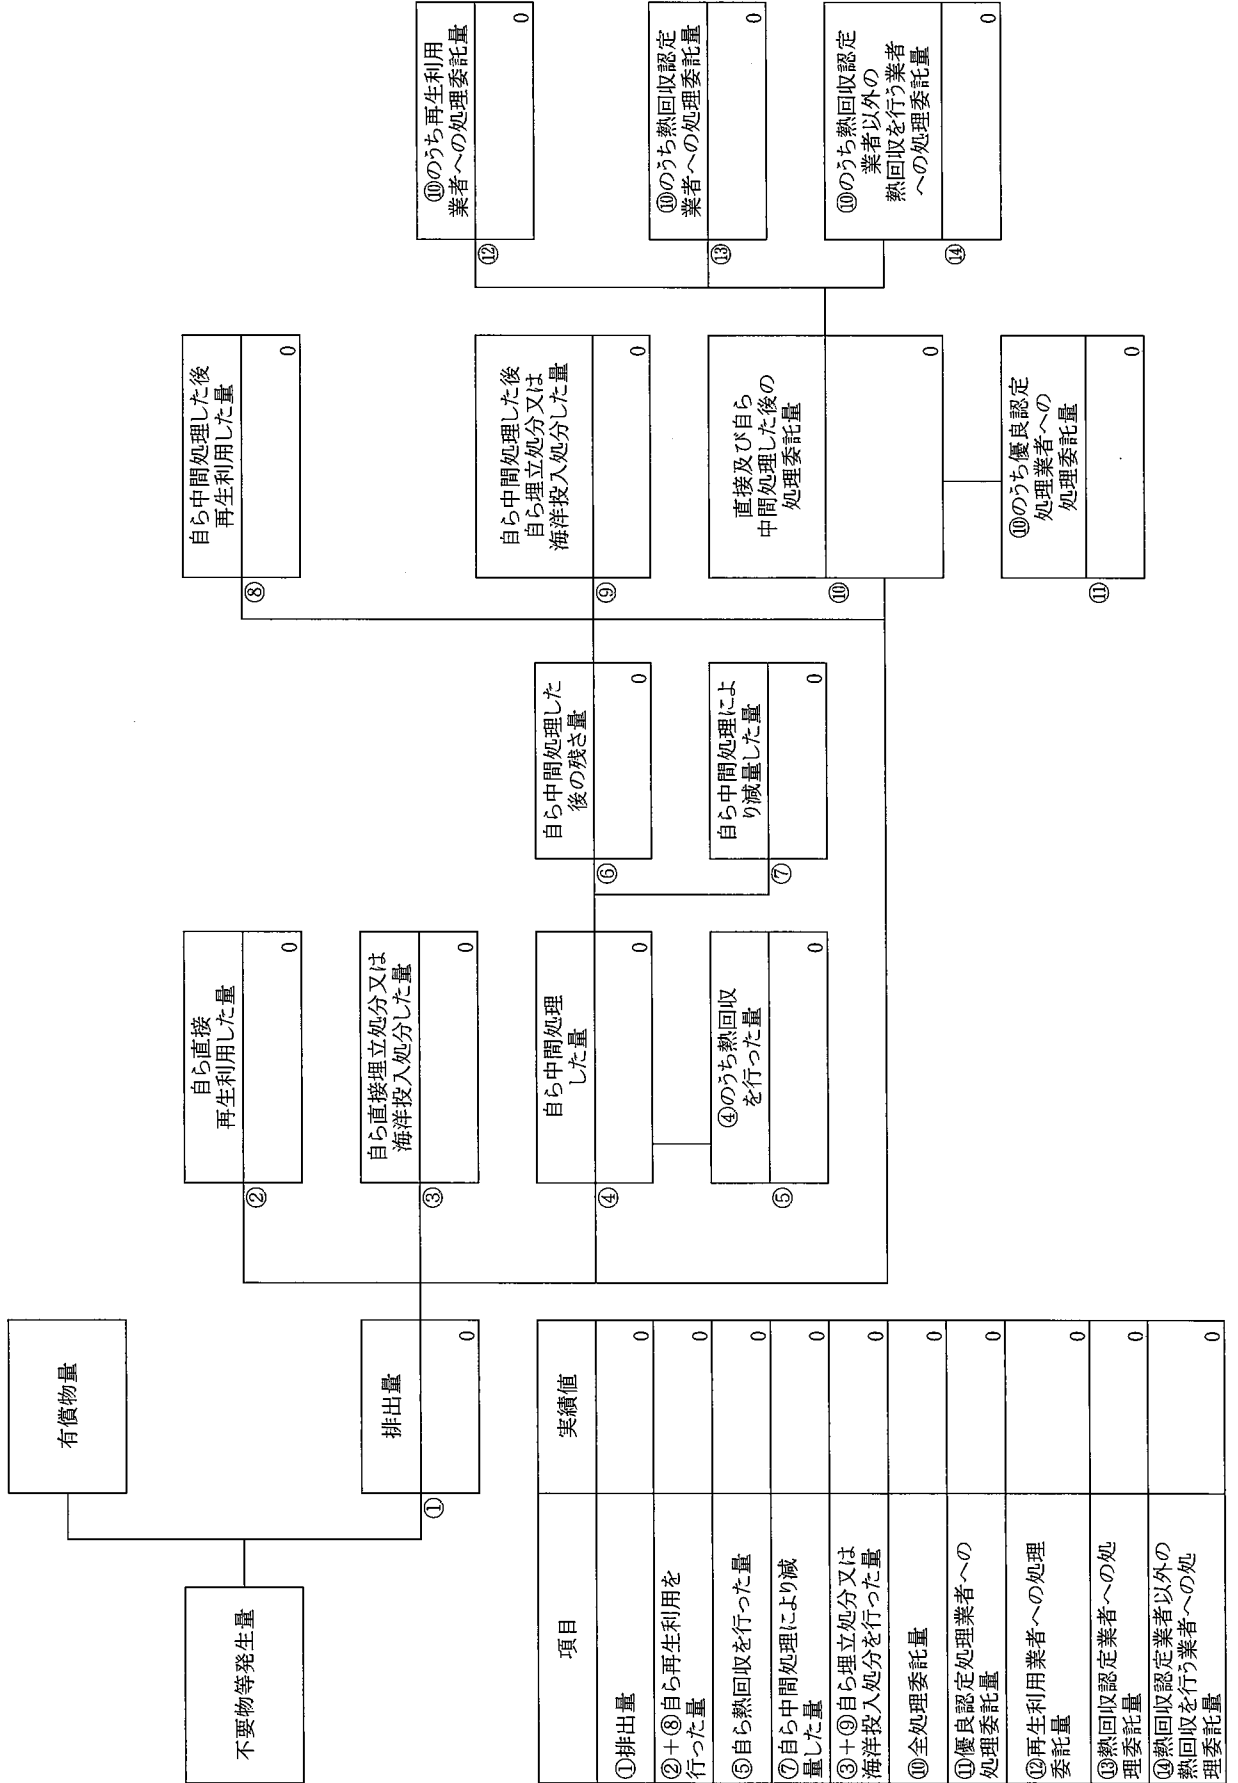 有償物量
不要物等発生量
排出量
①
0
②
自ら直接
再生利用した量
0
③
自ら直接埋立処分又は
海洋投入処分した量
0
④
自ら中間処理
した量
0
⑤
④のうち熱回収
を行った量
0
⑥
自ら中間処理した
後の残さ量
0
⑦
自ら中間処理によ
り減量した量
0
⑧
自ら中間処理した後
再生利用した量
0
⑨
自ら中間処理した後
自ら埋立処分又は
海洋投入処分した量
0
⑩
直接及び自ら
中間処理した後の
処理委託量
0
⑪
⑩のうち優良認定
処理業者への
処理委託量
0
⑫
⑩のうち再生利用
業者への処理委託量
0
⑬
⑩のうち熱回収認定
業者への処理委託量
0
⑭
⑩のうち熱回収認定
業者以外の
熱回収を行う業者
への処理委託量
0
項目 実績値
①排出量 0
②+⑧自ら再生利用を
行った量 0
⑤自ら熱回収を行った量 0
⑦自ら中間処理により減
量した量 0
③+⑨自ら埋立処分又は
海洋投入処分を行った量 0
⑩全処理委託量 0
⑪優良認定処理業者への
処理委託量 0
⑫再生利用業者への処理
委託量 0
⑬熱回収認定業者への処
理委託量 0
⑭熱回収認定業者以外の
熱回収を行う業者への処
理委託量 0